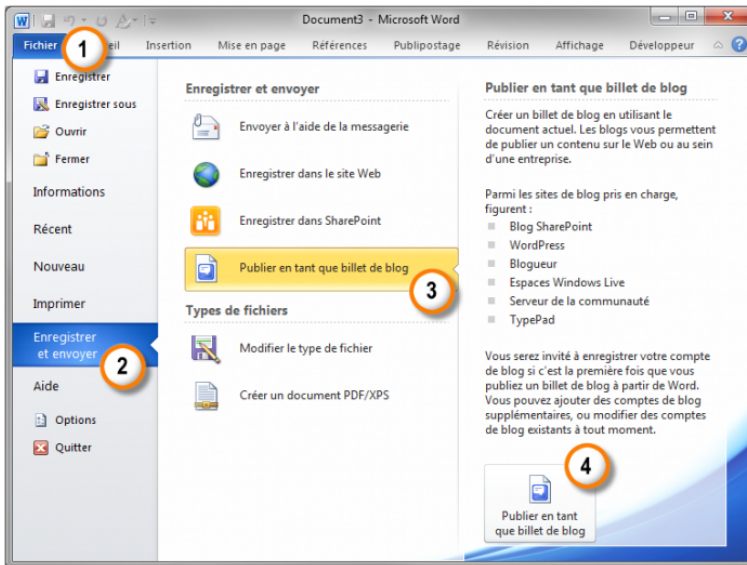 Document3 - Microsoft Word
Fichier
Insertion
Mise en page
Références
Publipostage
Révision
Affichage
Développeur
1
Enregistrer
Enregistrer sous
Ouvrir
Fermer
Informations
Récent
Nouveau
Imprimer
Enregistrer
et envoyer
2
Aide
Options
Quitter
Enregistrer et envoyer
Envoyer à l'aide de la messagerie
Enregistrer dans le site Web
Enregistrer dans SharePoint
Publier en tant que billet de blog
3
Types de fichiers
Modifier le type de fichier
Créer un document PDF/XPS
Publier en tant que billet de blog
Créer un billet de blog en utilisant le
document actuel. Les blogs vous permettent
de publier un contenu sur le Web ou au sein
d'une entreprise.
Parmi les sites de blog pris en charge,
figurent :
Blog SharePoint
WordPress
Blogueur
Espaces Windows Live
Serveur de la communauté
TypePad
Vous serez invité à enregistrer votre compte
de blog si c'est la première fois que vous
publiez un billet de blog à partir de Word.
Vous pouvez ajouter des comptes de blog
supplémentaires, ou modifier des comptes
de blog existants à tout moment.
4
Publier en tant
que billet de blog